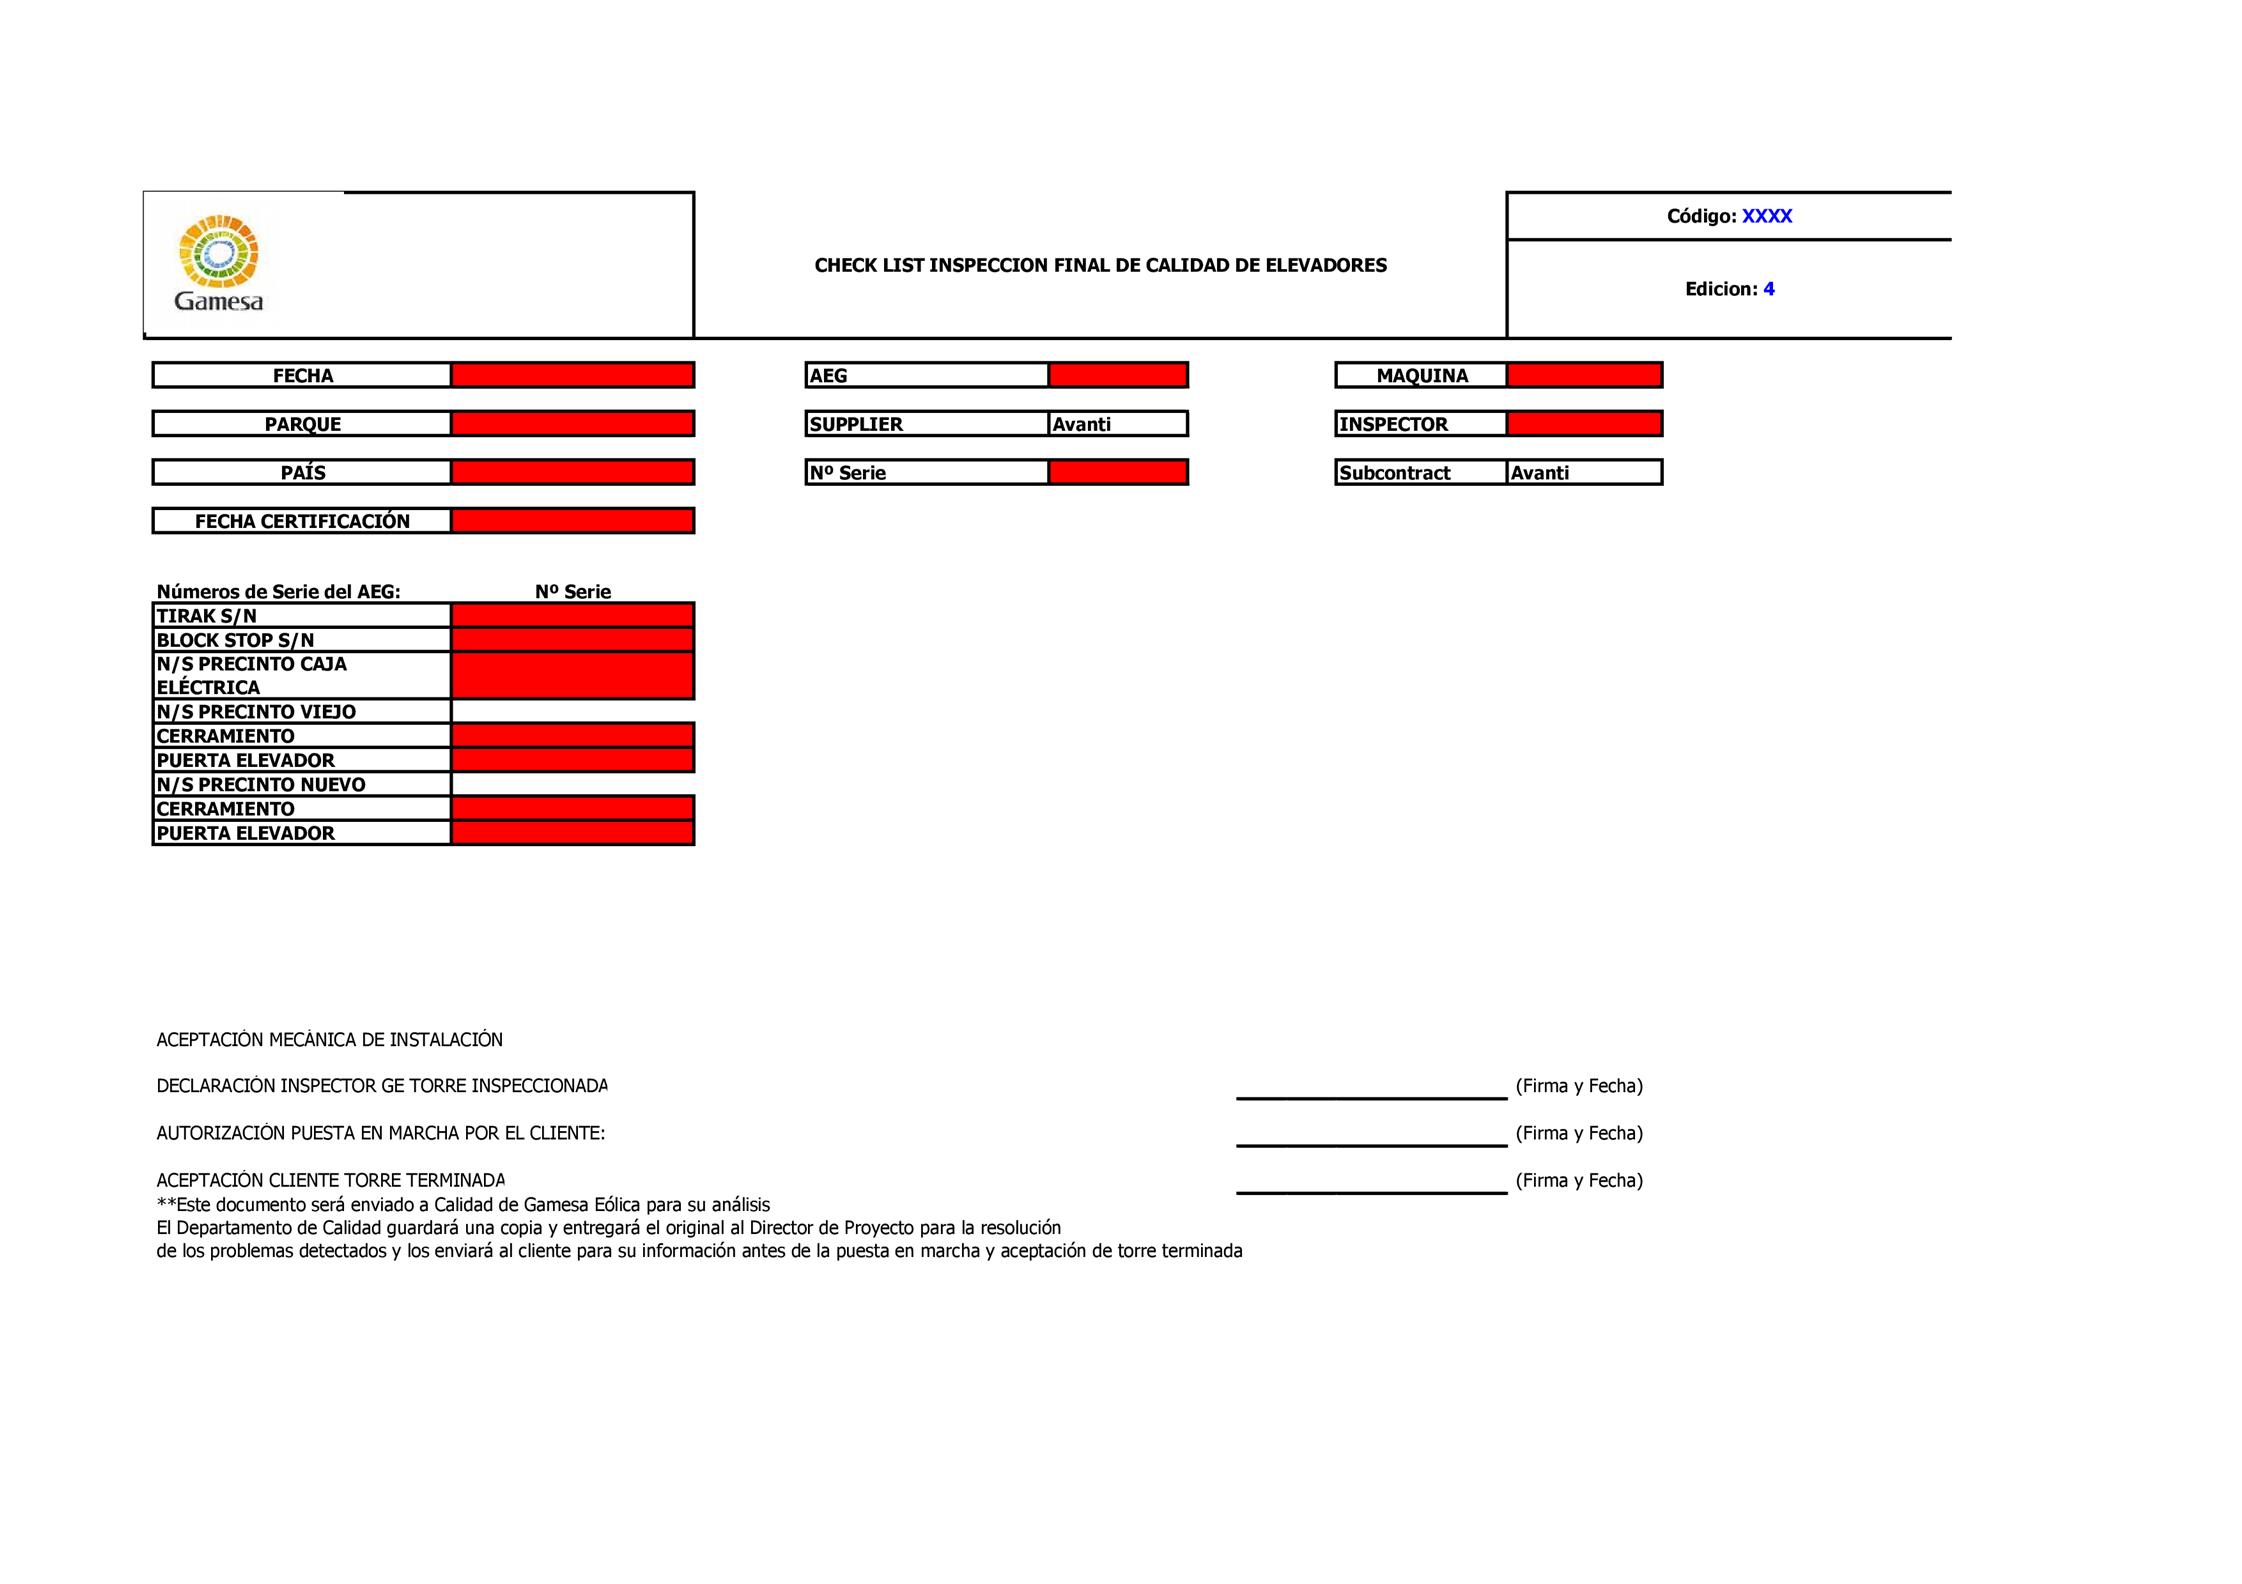 Gamesa
CHECK LIST INSPECCION FINAL DE CALIDAD DE ELEVADORES
Código: XXXX
Edicion: 4
FECHA
AEG
MAQUINA
PARQUE
SUPPLIER Avanti
INSPECTOR
PAÍS
Nº Serie
Subcontract Avanti
FECHA CERTIFICACIÓN
Números de Serie del AEG: Nº Serie
TIRAK S/N
BLOCK STOP S/N
N/S PRECINTO CAJA
ELÉCTRICA
N/S PRECINTO VIEJO
CERRAMIENTO
PUERTA ELEVADOR
N/S PRECINTO NUEVO
CERRAMIENTO
PUERTA ELEVADOR
ACEPTACIÓN MECÁNICA DE INSTALACIÓN
DECLARACIÓN INSPECTOR GE TORRE INSPECCIONADA (Firma y Fecha)
AUTORIZACIÓN PUESTA EN MARCHA POR EL CLIENTE: (Firma y Fecha)
ACEPTACIÓN CLIENTE TORRE TERMINADA (Firma y Fecha)
**Este documento será enviado a Calidad de Gamesa Eólica para su análisis
El Departamento de Calidad guardará una copia y entregará el original al Director de Proyecto para la resolución
de los problemas detectados y los enviará al cliente para su información antes de la puesta en marcha y aceptación de torre terminada